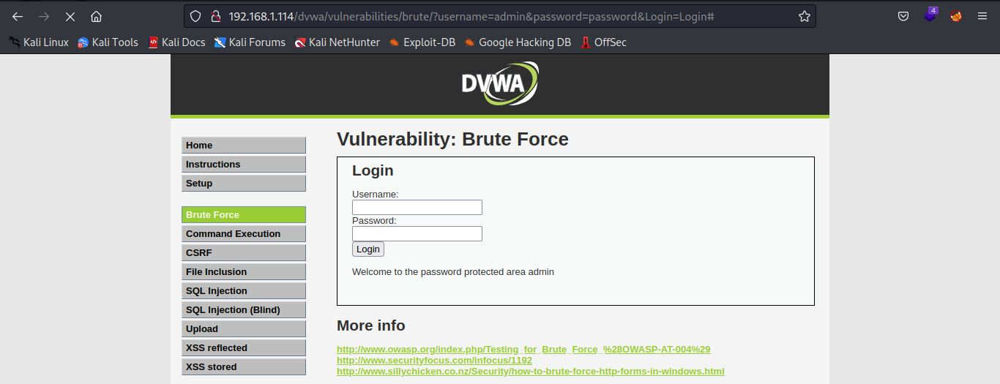 192.168.1.114/dvwa/vulnerabilities/brute/?username=admin&password=password&Login=Login#
4
Kali Linux Kali Tools Kali Docs Kali Forums Kali NetHunter Exploit-DB Google Hacking DB OffSec
DVWA
Vulnerability: Brute Force
Home
Instructions
Setup
Brute Force
Command Execution
CSRF
File Inclusion
SQL Injection
SQL Injection (Blind)
Upload
XSS reflected
XSS stored
Login
Username:
Password:
Login
Welcome to the password protected area admin
More info
http://www.owasp.org/index.php/Testing_for_Brute_Force_%28OWASP-AT-004%29
http://www.securityfocus.com/infocus/1192
http://www.sillychicken.co.nz/Security/how-to-brute-force-http-forms-in-windows.html